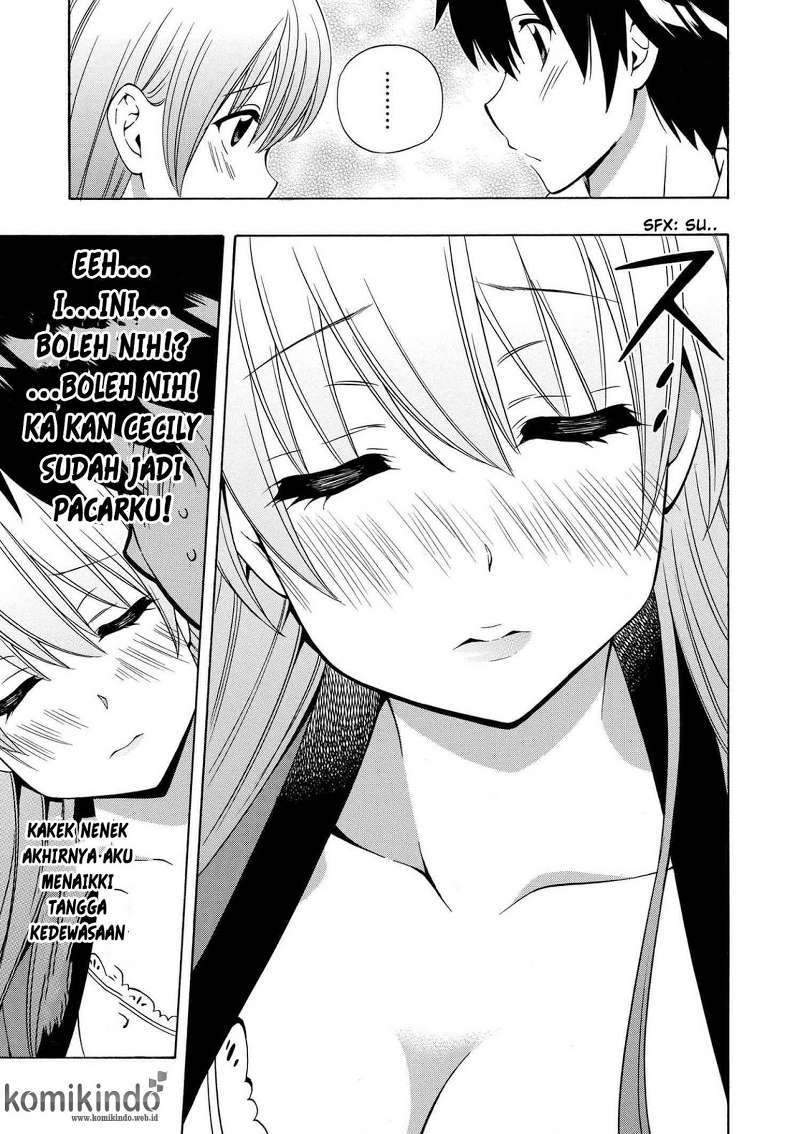 .........
SFX: SU..
ス...
EEH...
I...INI...
BOLEH NIH!?
...BOLEH NIH!
KA KAN CECILY
SUDAH JADI
PACARKU!
KAKEK NENEK
AKHIRNYA AKU
MENAIKKI
TANGGA
KEDEWASAAN
komikindo
www.komikindo.web.id